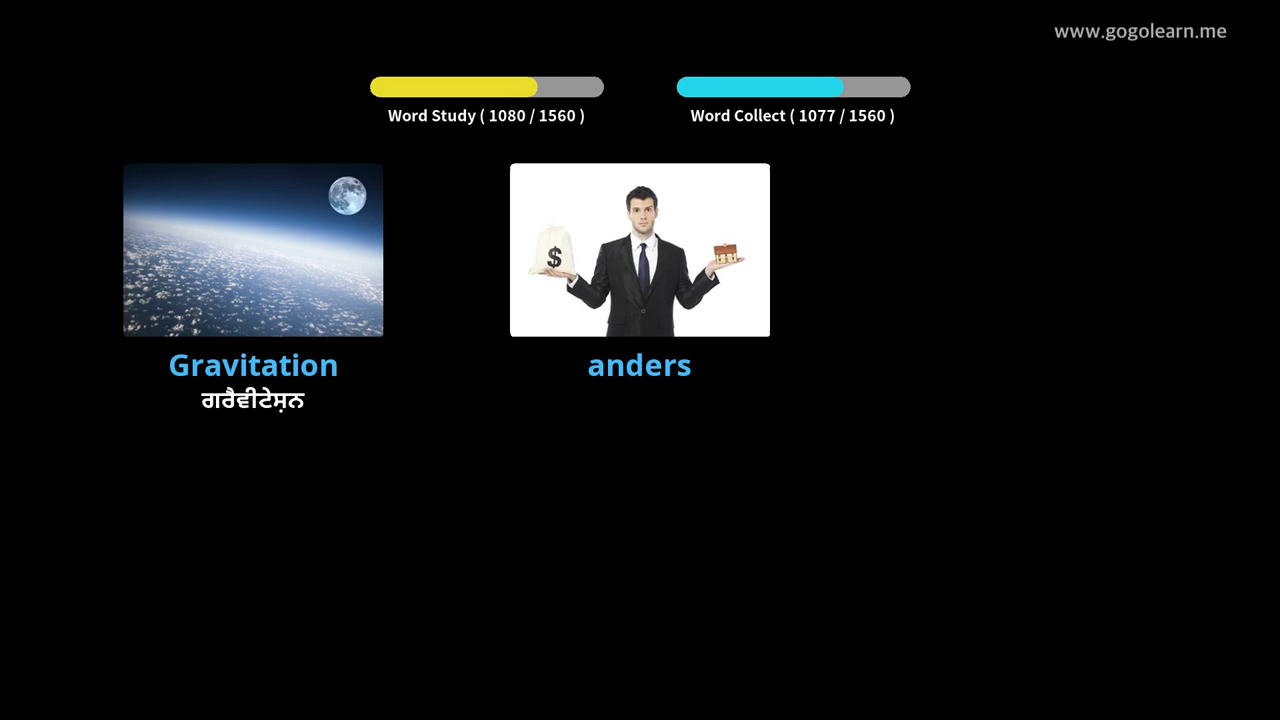 www.gogolearn.me
Word Study ( 1080 / 1560 )
Word Collect ( 1077 / 1560 )
$
Gravitation
anders
ਗਰੈਵੀਟੇਸ਼ਨ